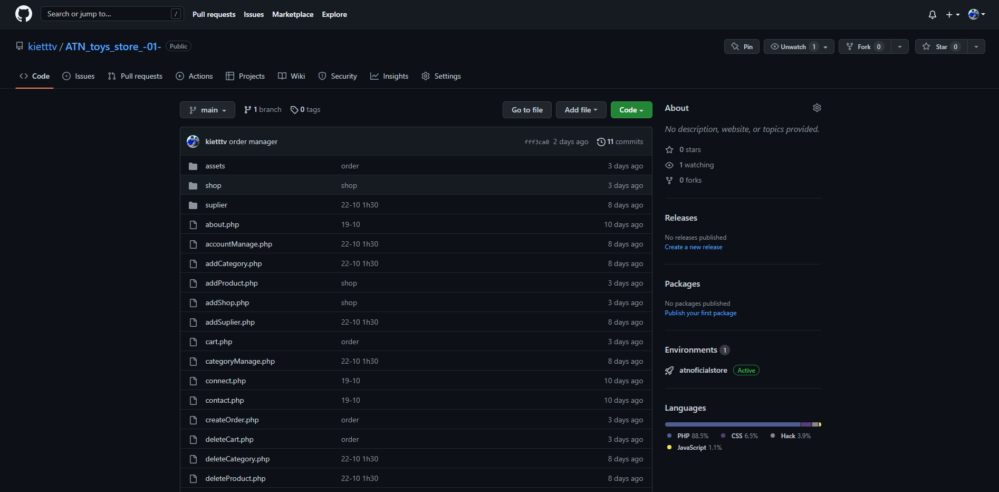 Search or jump to... / Pull requests Issues Marketplace Explore
kietttv / ATN_toys_store_-01- Public Pin Unwatch 1 Fork 0 Star 0
Code Issues Pull requests Actions Projects Wiki Security Insights Settings
main 1 branch 0 tags Go to file Add file Code
kietttv order manager fff3ca0 2 days ago 11 commits
assets order 3 days ago
shop shop 3 days ago
suplier 22-10 1h30 8 days ago
about.php 19-10 10 days ago
accountManage.php 22-10 1h30 8 days ago
addCategory.php 22-10 1h30 8 days ago
addProduct.php shop 3 days ago
addShop.php shop 3 days ago
addSuplier.php 22-10 1h30 8 days ago
cart.php order 3 days ago
categoryManage.php 22-10 1h30 8 days ago
connect.php 19-10 10 days ago
contact.php 19-10 10 days ago
createOrder.php order 3 days ago
deleteCart.php order 3 days ago
deleteCategory.php 22-10 1h30 8 days ago
deleteProduct.php 22-10 1h30 8 days ago
About
No description, website, or topics provided.
0 stars
1 watching
0 forks
Releases
No releases published
Create a new release
Packages
No packages published
Publish your first package
Environments 1
atnoficialstore Active
Languages
PHP 88.5% CSS 6.5% Hack 3.9%
JavaScript 1.1%